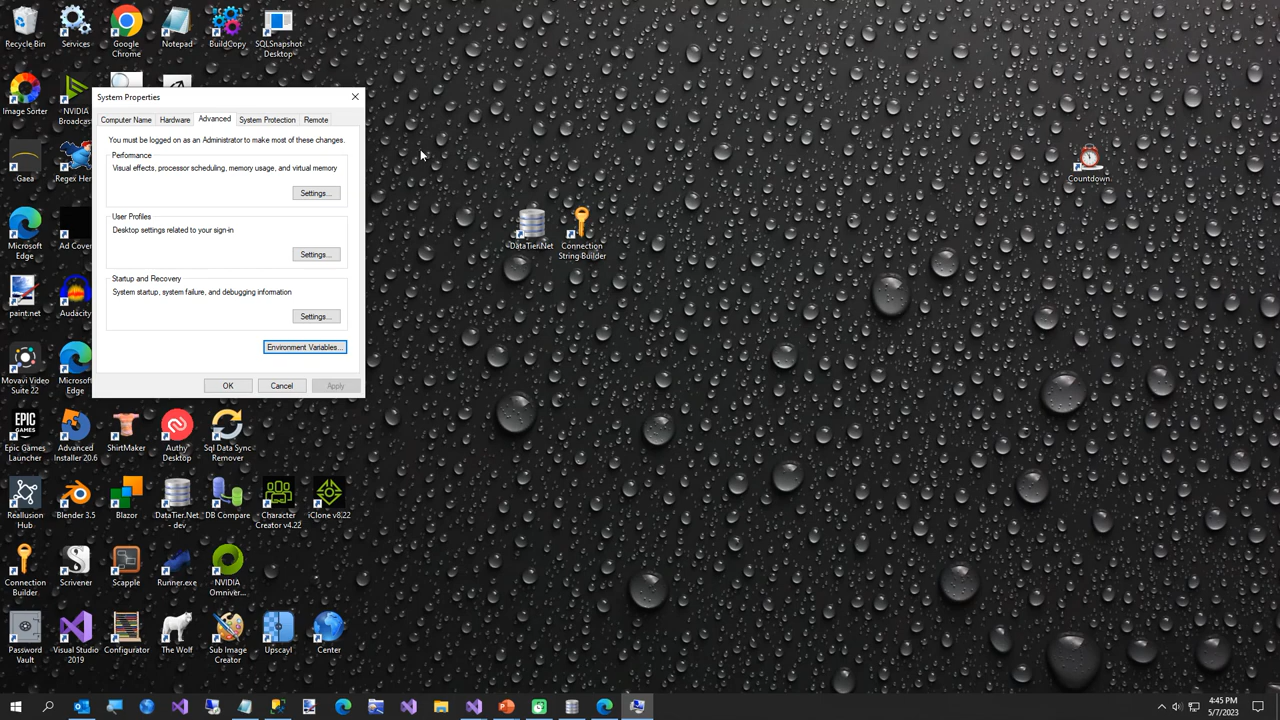 Recycle Bin
Services
Google
Chrome
Notepad
BuildCopy
SQLSnapshot
Desktop
Image Sorter
NVIDIA
Broadcast
System Properties
Computer Name
Hardware
Advanced
System Protection
Remote
You must be logged on as an Administrator to make most of these changes.
Performance
Visual effects, processor scheduling, memory usage, and virtual memory
Settings...
User Profiles
Desktop settings related to your sign-in
Settings...
Startup and Recovery
System startup, system failure, and debugging information
Settings...
Environment Variables...
OK
Cancel
Apply
Countdown
DataTier.Net
Connection
String Builder
Gaea
Regex Her
Microsoft
Edge
Ad Cover
paint.net
Audacity
Movavi Video
Suite 22
Microsoft
Edge
EPIC
GAMES
Epic Games
Launcher
Advanced
Installer 20.6
ShirtMaker
Authy
Desktop
Sql Data Sync
Remover
Reallusion
Hub
Blender 3.5
Blazor
DataTier.Net
- dev
DB Compare
Character
Creator v4.22
iClone v8.22
Connection
Builder
Scrivener
Scapple
Runner.exe
NVIDIA
Omniver...
Password
Vault
Visual Studio
2019
Configurator
The Wolf
Sub Image
Creator
Upscayl
Center
4:45 PM
5/7/2023